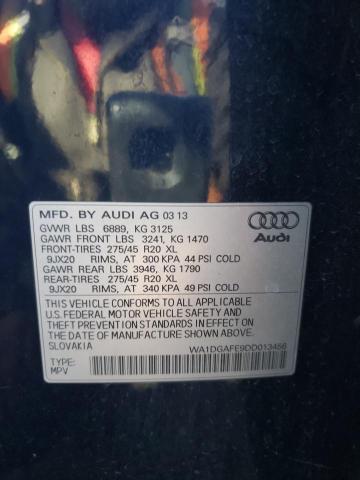 MFD. BY AUDI AG 03 13
GVWR LBS 6889, KG 3125
GAWR FRONT LBS 3241, KG 1470
FRONT-TIRES 275/45 R20 XL
9JX20 RIMS, AT 300 KPA 44 PSI COLD
GAWR REAR LBS 3946, KG 1790
REAR-TIRES 275/45 R20 XL
9JX20 RIMS, AT 340 KPA 49 PSI COLD
Audi
THIS VEHICLE CONFORMS TO ALL APPLICABLE
U.S. FEDERAL MOTOR VEHICLE SAFETY AND
THEFT PREVENTION STANDARDS IN EFFECT
ON THE DATE OF MANUFACTURE SHOWN ABOVE
SLOVAKIA
WA1DGAFE9DD013456
TYPE:
MPV